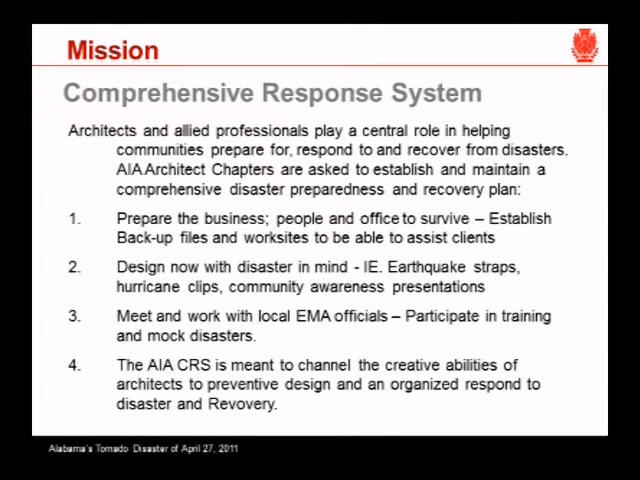 Mission
Comprehensive Response System
Architects and allied professionals play a central role in helping
communities prepare for, respond to and recover from disasters.
AIA Architect Chapters are asked to establish and maintain a
comprehensive disaster preparedness and recovery plan:
1. Prepare the business; people and office to survive – Establish
Back-up files and worksites to be able to assist clients
2. Design now with disaster in mind - IE. Earthquake straps,
hurricane clips, community awareness presentations
3. Meet and work with local EMA officials – Participate in training
and mock disasters.
4. The AIA CRS is meant to channel the creative abilities of
architects to preventive design and an organized respond to
disaster and Revovery.
Alabama's Tornado Disaster of April 27, 2011